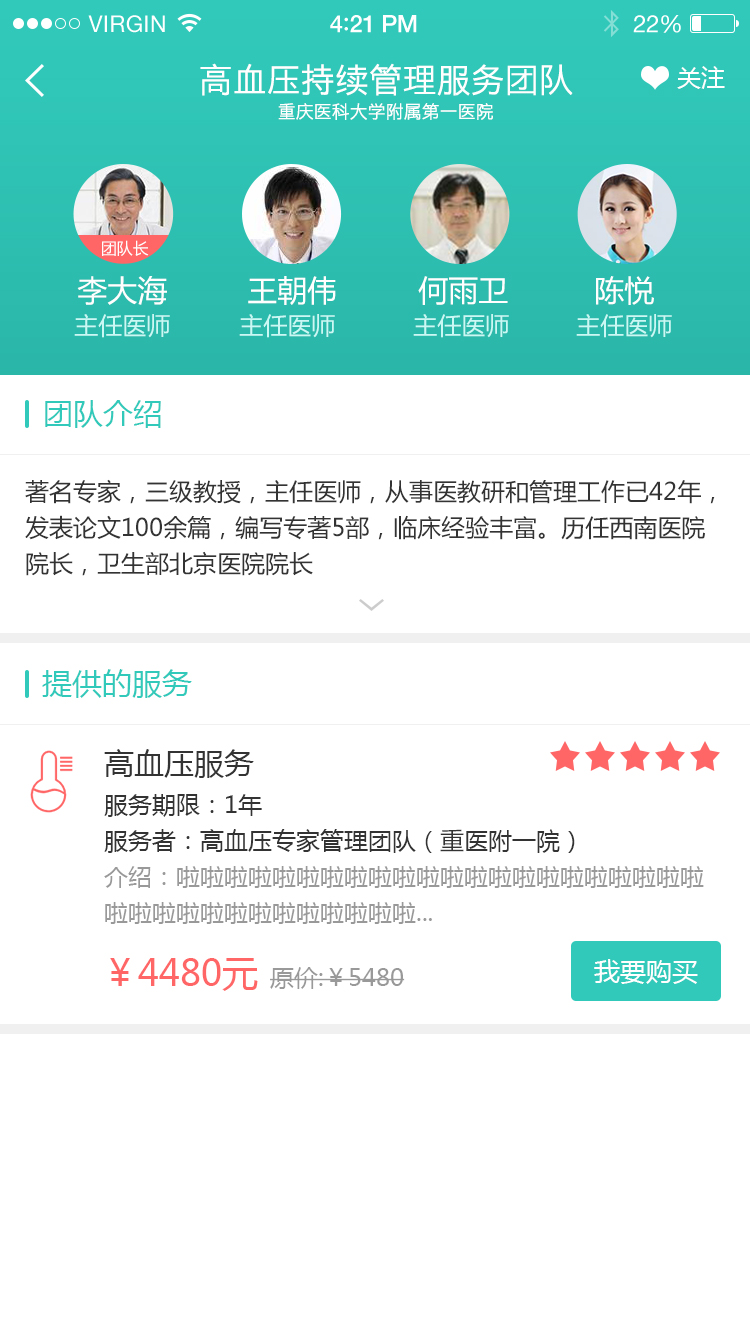 VIRGIN 4:21 PM 22%
高血压持续管理服务团队 关注
重庆医科大学附属第一医院
团队长
李大海 王朝伟 何雨卫 陈悦
主任医师 主任医师 主任医师 主任医师
团队介绍
著名专家，三级教授，主任医师，从事医教研和管理工作已42年，
发表论文100余篇，编写专著5部，临床经验丰富。历任西南医院
院长，卫生部北京医院院长
提供的服务
高血压服务
服务期限：1年
服务者：高血压专家管理团队（重医附一院）
介绍：啦啦啦啦啦啦啦啦啦啦啦啦啦啦啦啦啦啦啦啦啦啦
啦啦啦啦啦啦啦啦啦啦啦啦啦...
￥4480元 原价:￥5480 我要购买